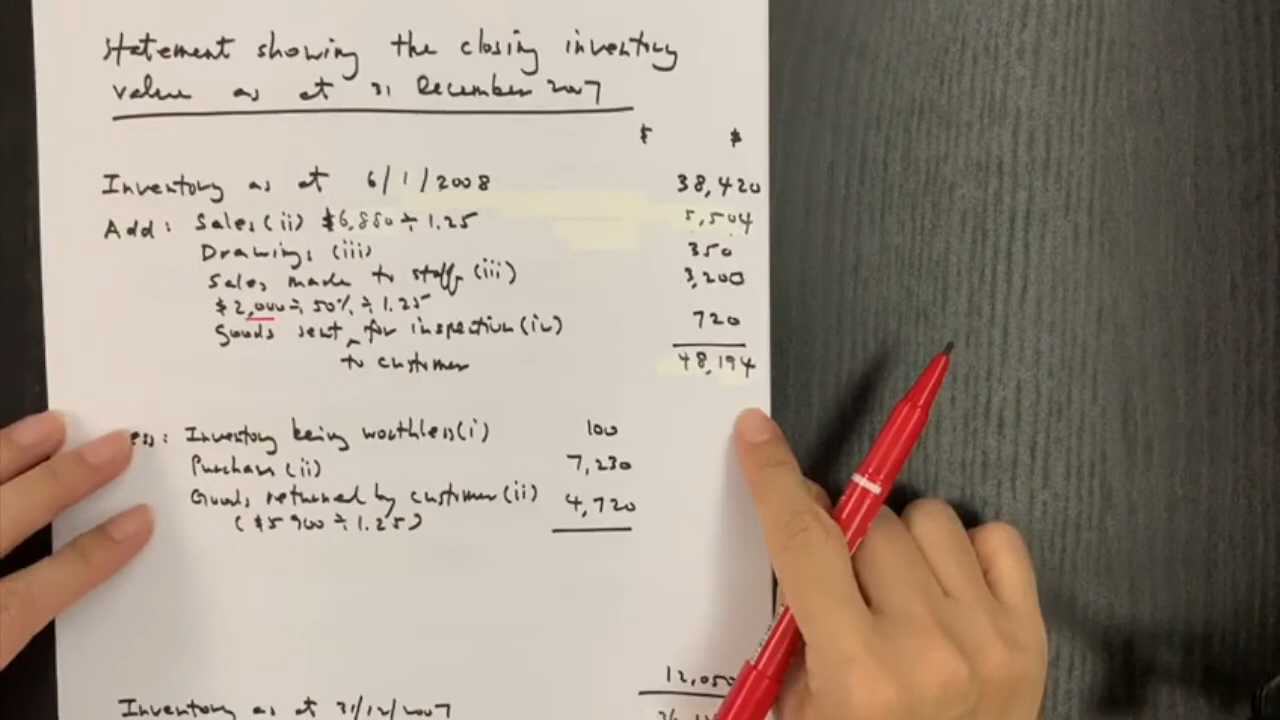 Statement showing the closing inventory
value as at 31 December 2007
$ $
Inventory as at 6/1/2008 38,420
Add: Sales (ii) $6,880 ÷ 1.25 5,504
Drawings (iii) 350
Sales made to staff (iii) 3,200
$2,000 ÷ 50% ÷ 1.25
Goods sent for inspection (iv) 720
to customer
48,194
Inventory being worthless (i) 100
Purchases (ii) 7,230
Goods returned by customer (ii) 4,720
($5900 ÷ 1.25)
12,050
Inventory as at 31/12/2007